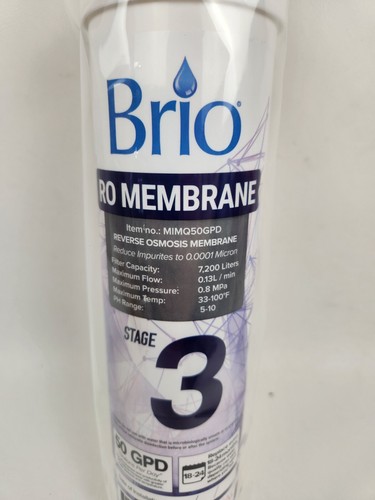 Brio
RO MEMBRANE
Item no.: MIMQ50GPD
REVERSE OSMOSIS MEMBRANE
Reduce Impurites to 0.0001 Micron
Filter Capacity: 7,200 Liters
Maximum Flow: 0.13L / min
Maximum Pressure: 0.8 MPa
Maximum Temp: 33-100°F
pH Range: 5-10
STAGE
3
50 GPD
18-24